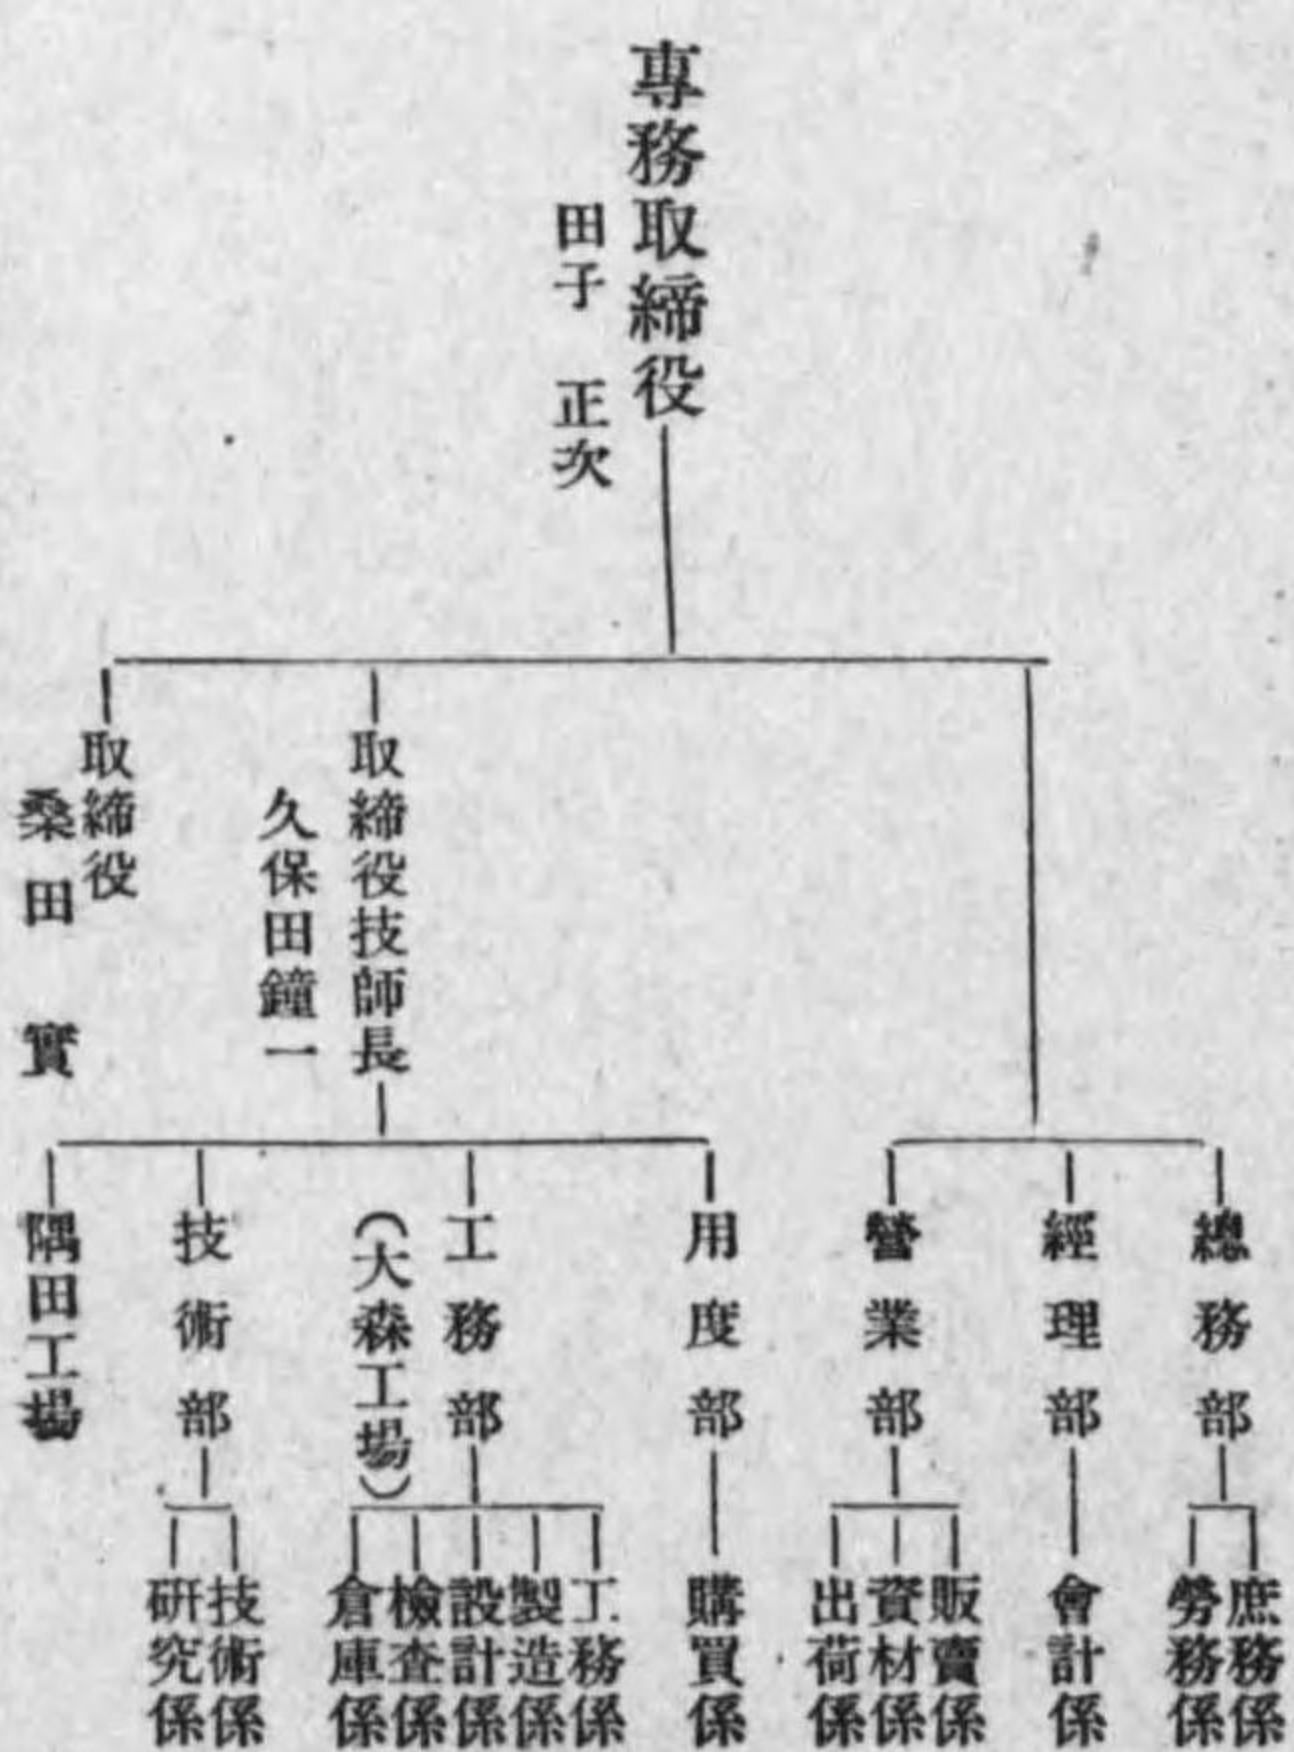 專務取締役
田子 正次
取締役技師長
久保田鐘一
取締役
桑田 實
總務部
經理部
營業部
用度部
工務部
(大森工場)
技術部
隅田工場
庶務係
勞務係
會計係
販賣係
資材係
出荷係
購買係
工務係
製造係
設計係
檢査係
倉庫係
技術係
研究係